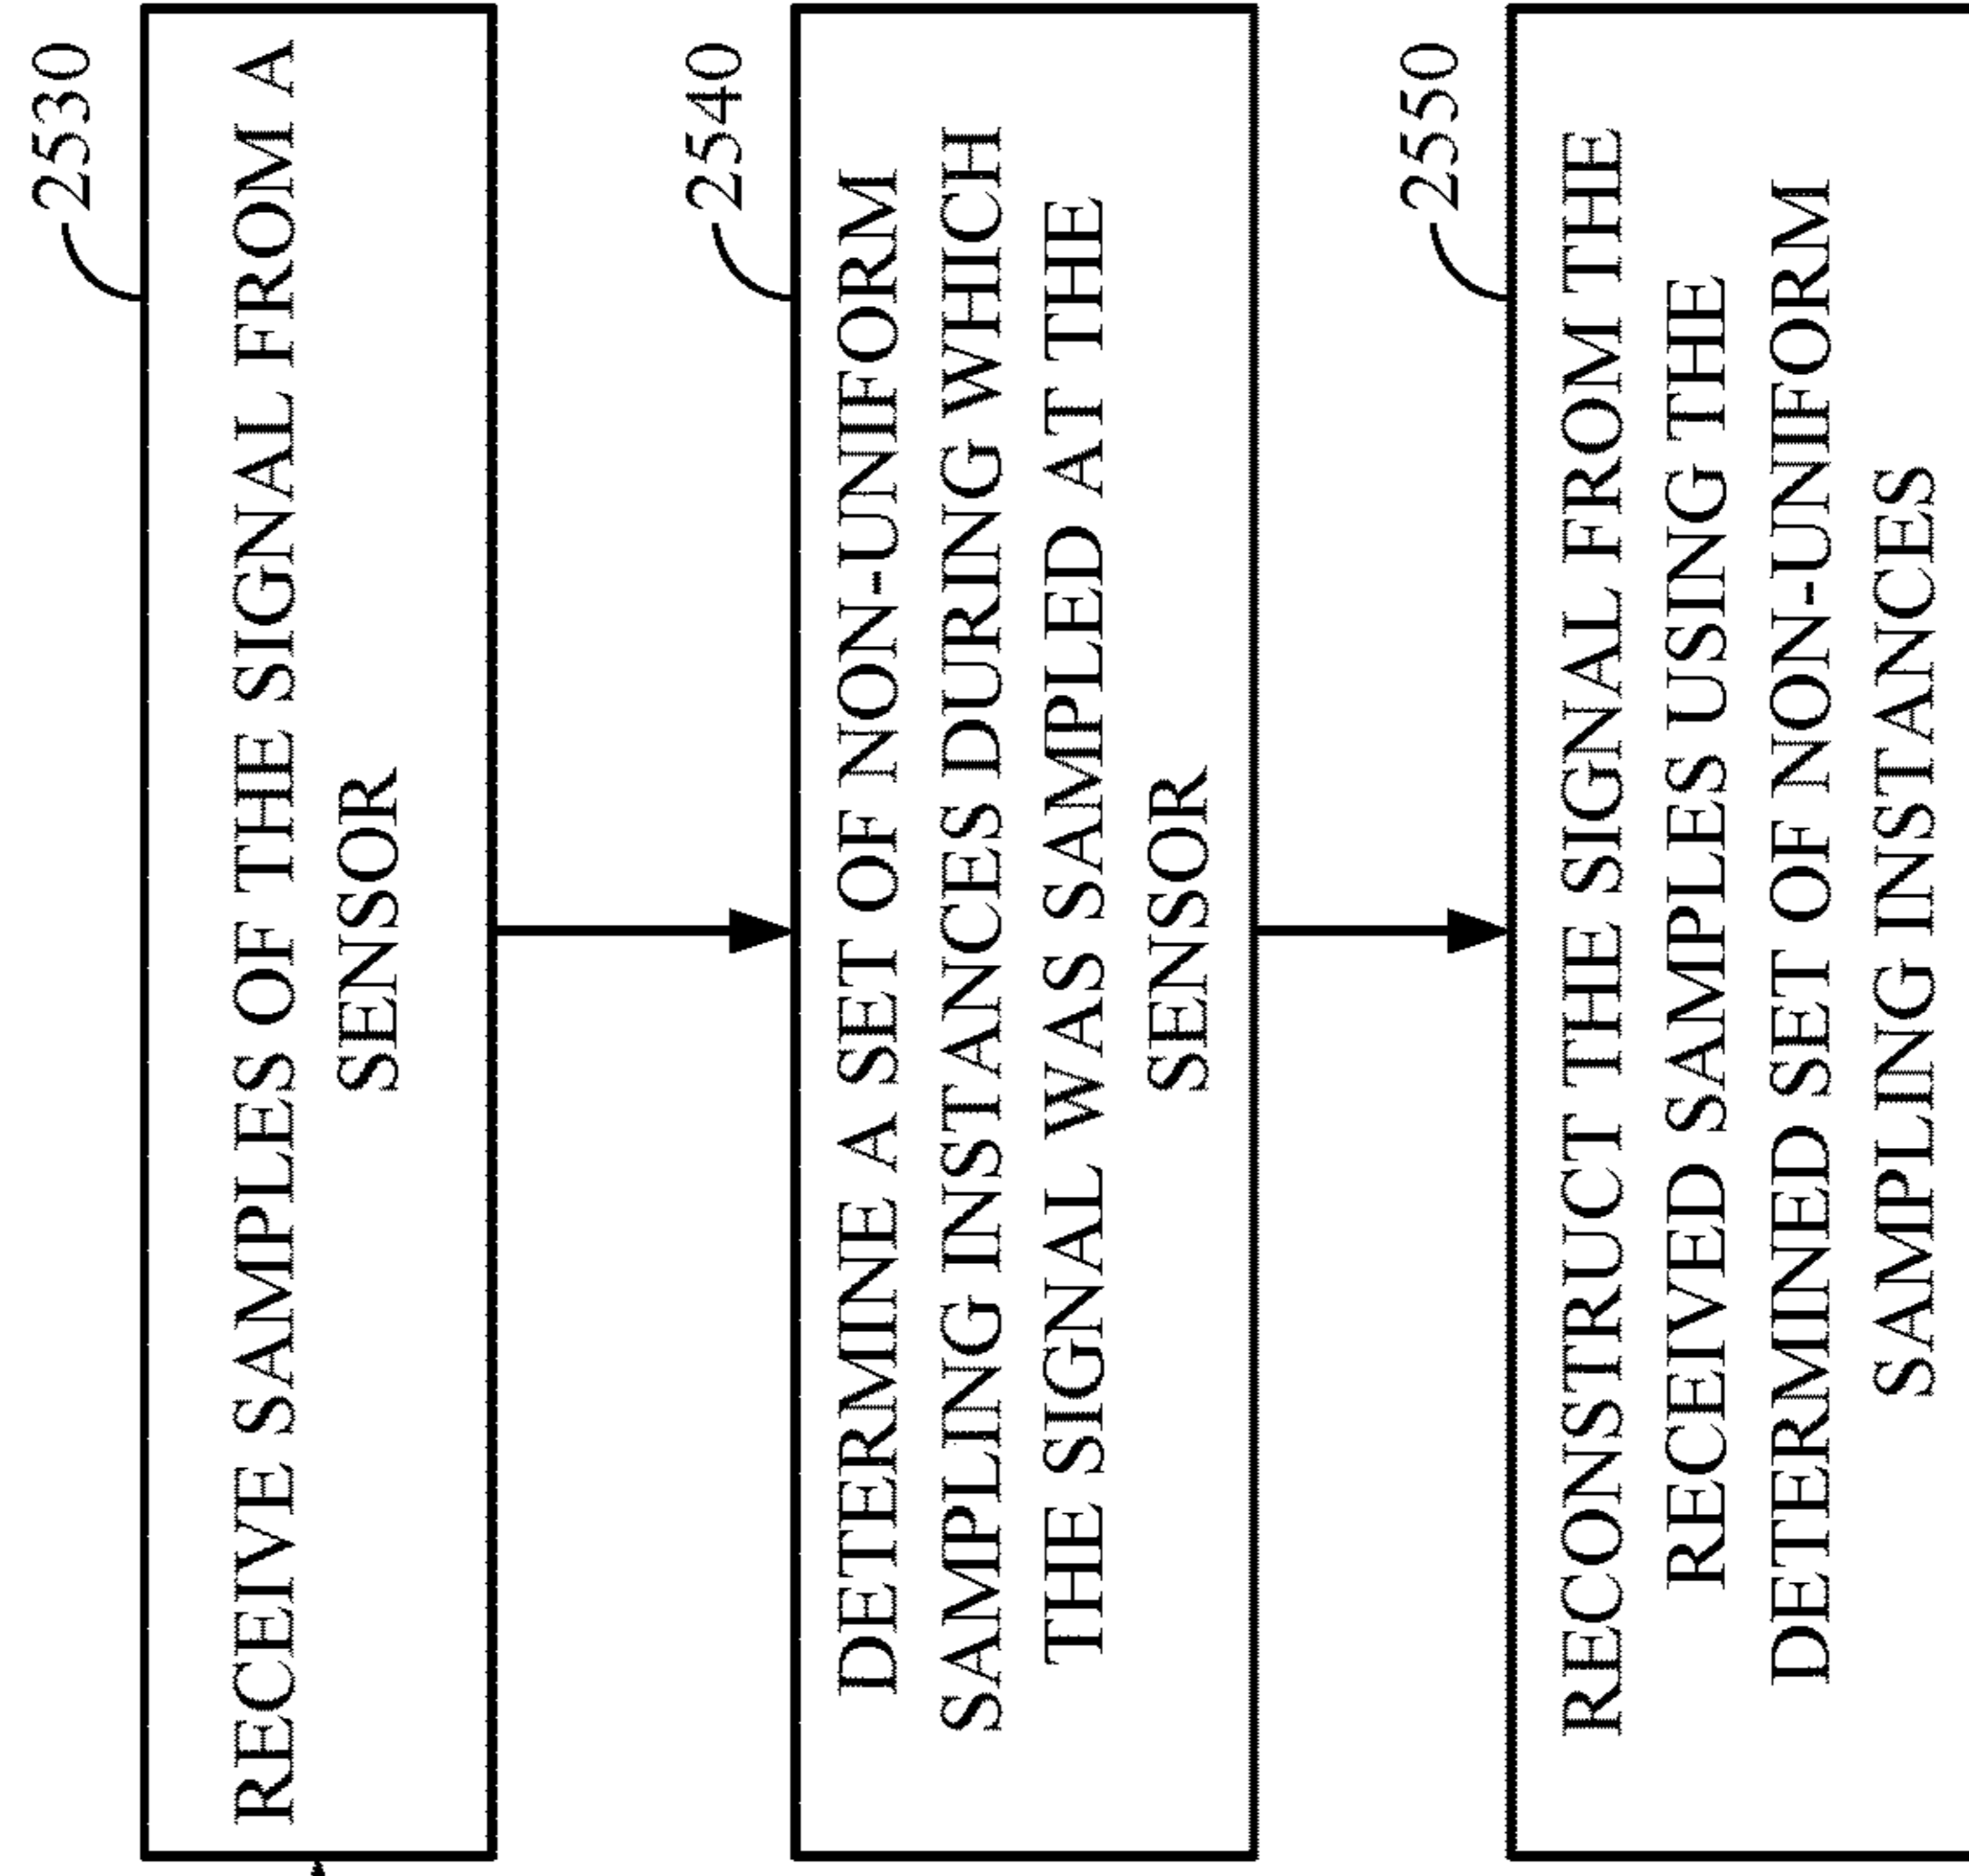 2530
RECEIVE SAMPLES OF THE SIGNAL FROM A
SENSOR
2540
DETERMINE A SET OF NON-UNIFORM
SAMPLING INSTANCES DURING WHICH
THE SIGNAL WAS SAMPLED AT THE
SENSOR
2550
RECONSTRUCT THE SIGNAL FROM THE
RECEIVED SAMPLES USING THE
DETERMINED SET OF NON-UNIFORM
SAMPLING INSTANCES